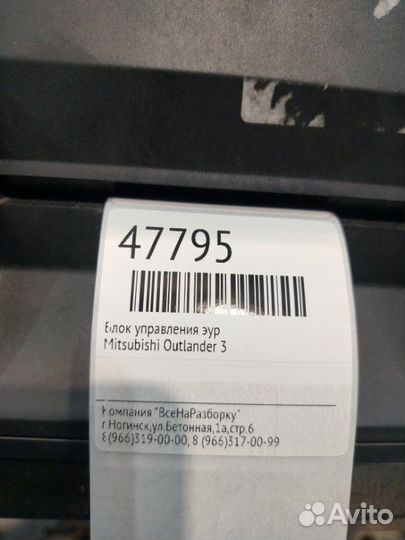 47795
Блок управления эур
Mitsubishi Outlander 3
Компания "ВсеНаРазборку"
г.Ногинск,ул.Бетонная,1а,стр.6
8(966)319-00-00, 8 (966)317-00-99
Avito